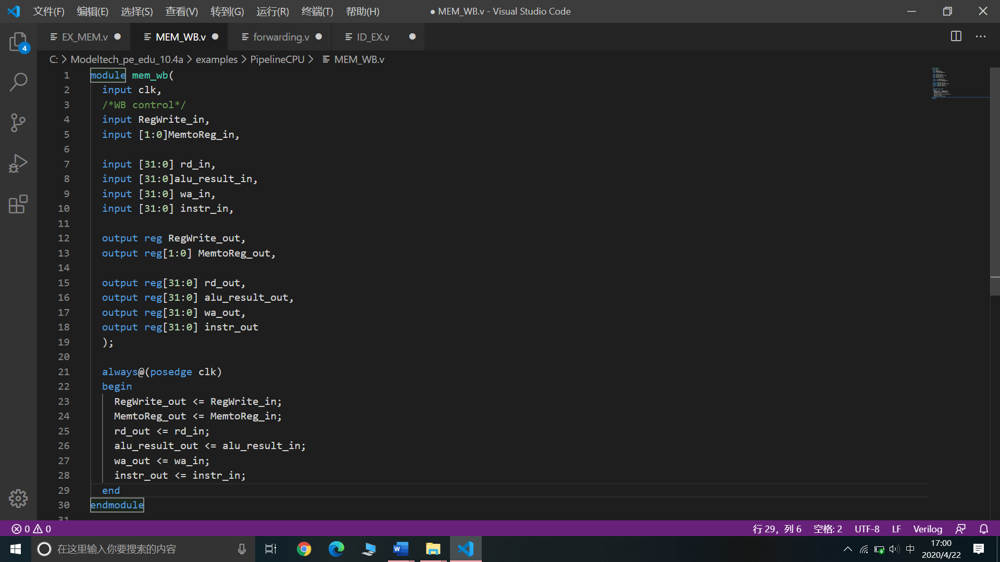 文件(F) 编辑(E) 选择(S) 查看(V) 转到(G) 运行(R) 终端(T) 帮助(H) ● MEM_WB.v - Visual Studio Code
EX_MEM.v MEM_WB.v forwarding.v ID_EX.v
4
C: > Modeltech_pe_edu_10.4a > examples > PipelineCPU > MEM_WB.v
1 module mem_wb(
2 input clk,
3 /*WB control*/
4 input RegWrite_in,
5 input [1:0]MemtoReg_in,
6
7 input [31:0] rd_in,
8 input [31:0]alu_result_in,
9 input [31:0] wa_in,
10 input [31:0] instr_in,
11
12 output reg RegWrite_out,
13 output reg[1:0] MemtoReg_out,
14
15 output reg[31:0] rd_out,
16 output reg[31:0] alu_result_out,
17 output reg[31:0] wa_out,
18 output reg[31:0] instr_out
19 );
20
21 always@(posedge clk)
22 begin
23 RegWrite_out <= RegWrite_in;
24 MemtoReg_out <= MemtoReg_in;
25 rd_out <= rd_in;
26 alu_result_out <= alu_result_in;
27 wa_out <= wa_in;
28 instr_out <= instr_in;
29 end
30 endmodule
31
0 0 行 29，列 6 空格: 2 UTF-8 LF Verilog
在这里输入你要搜索的内容
中
17:00
2020/4/22